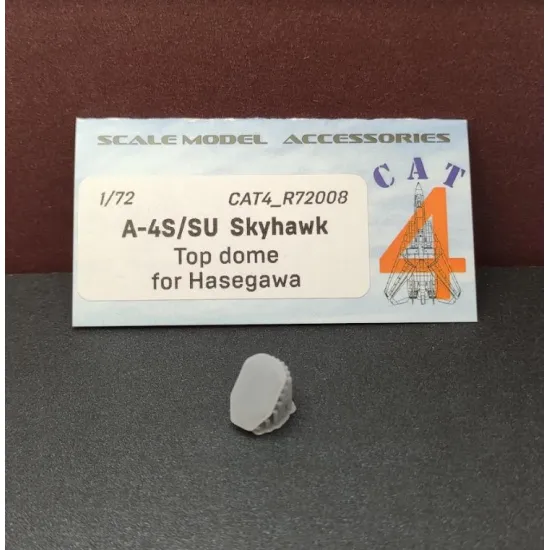 SCALE MODEL ACCESSORIES
CAT
4
1/72 CAT4_R72008
A-4S/SU Skyhawk
Top dome
for Hasegawa